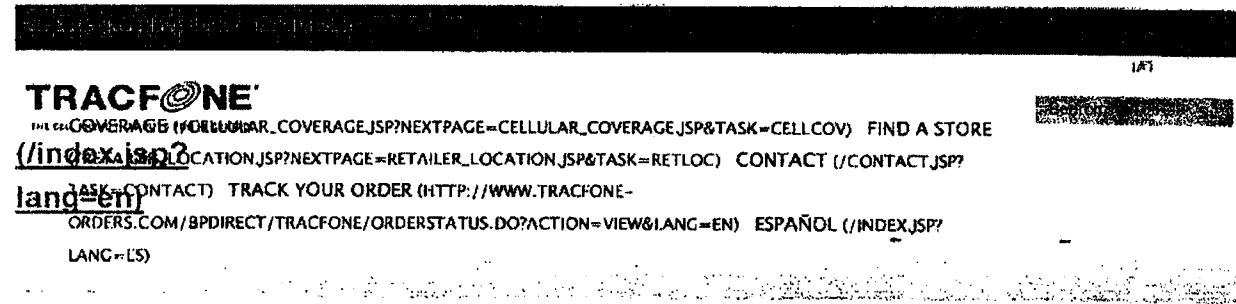 TRACFONE
COVERAGE (/CELLULAR_COVERAGE.JSP?NEXTPAGE=CELLULAR_COVERAGE.JSP&TASK=CELLCOV) FIND A STORE
(/index.jsp?
LOCATION.JSP?NEXTPAGE=RETAILER_LOCATION.JSP&TASK=RETLOC) CONTACT (/CONTACT.JSP?
TASK=CONTACT) TRACK YOUR ORDER (HTTP://WWW.TRACFONE-
lang=en)
ORDERS.COM/BPDIRECT/TRACFONE/ORDERSTATUS.DO?ACTION=VIEW&LANG=EN) ESPAÑOL (/INDEX.JSP?
LANG=ES)